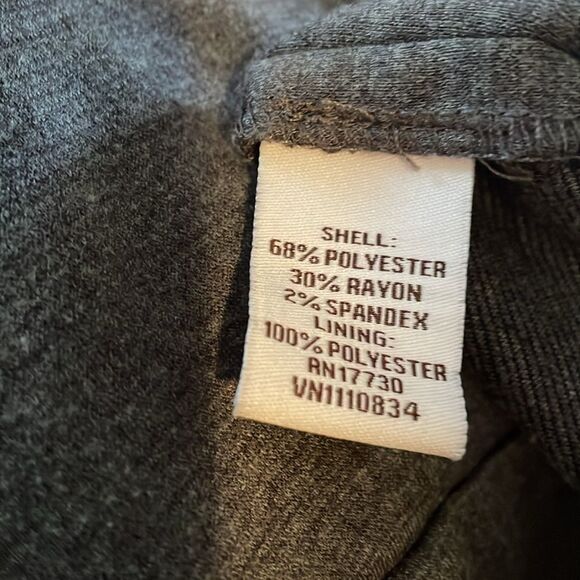 SHELL:
68% POLYESTER
30% RAYON
2% SPANDEX
LINING:
100% POLYESTER
RN17730
VN1110834